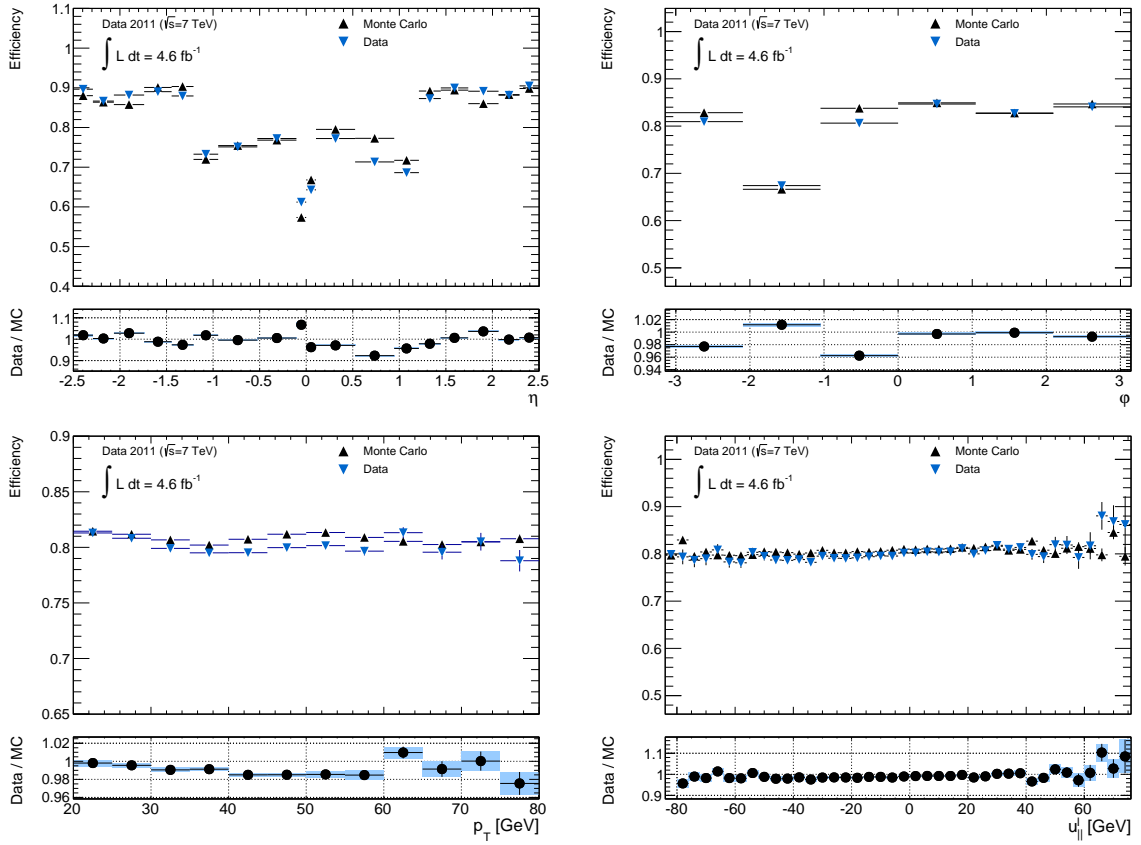 Efficiency
1.1
1
0.9
0.8
0.7
0.6
0.5
0.4
Data 2011 (√s=7 TeV)
∫ L dt = 4.6 fb⁻¹
Monte Carlo
Data
Data / MC
1.1
1
0.9
-2.5 -2 -1.5 -1 -0.5 0 0.5 1 1.5 2 2.5
η
Efficiency
1
0.9
0.8
0.7
0.6
0.5
Data 2011 (√s=7 TeV)
∫ L dt = 4.6 fb⁻¹
Monte Carlo
Data
Data / MC
1.02
1
0.98
0.96
0.94
-3 -2 -1 0 1 2 3
φ
Efficiency
0.9
0.85
0.8
0.75
0.7
0.65
Data 2011 (√s=7 TeV)
∫ L dt = 4.6 fb⁻¹
Monte Carlo
Data
Data / MC
1.02
1
0.98
0.96
20 30 40 50 60 70 80
p_T [GeV]
Efficiency
1
0.9
0.8
0.7
0.6
0.5
Data 2011 (√s=7 TeV)
∫ L dt = 4.6 fb⁻¹
Monte Carlo
Data
Data / MC
1.1
1
0.9
-80 -60 -40 -20 0 20 40 60
u_||^l [GeV]